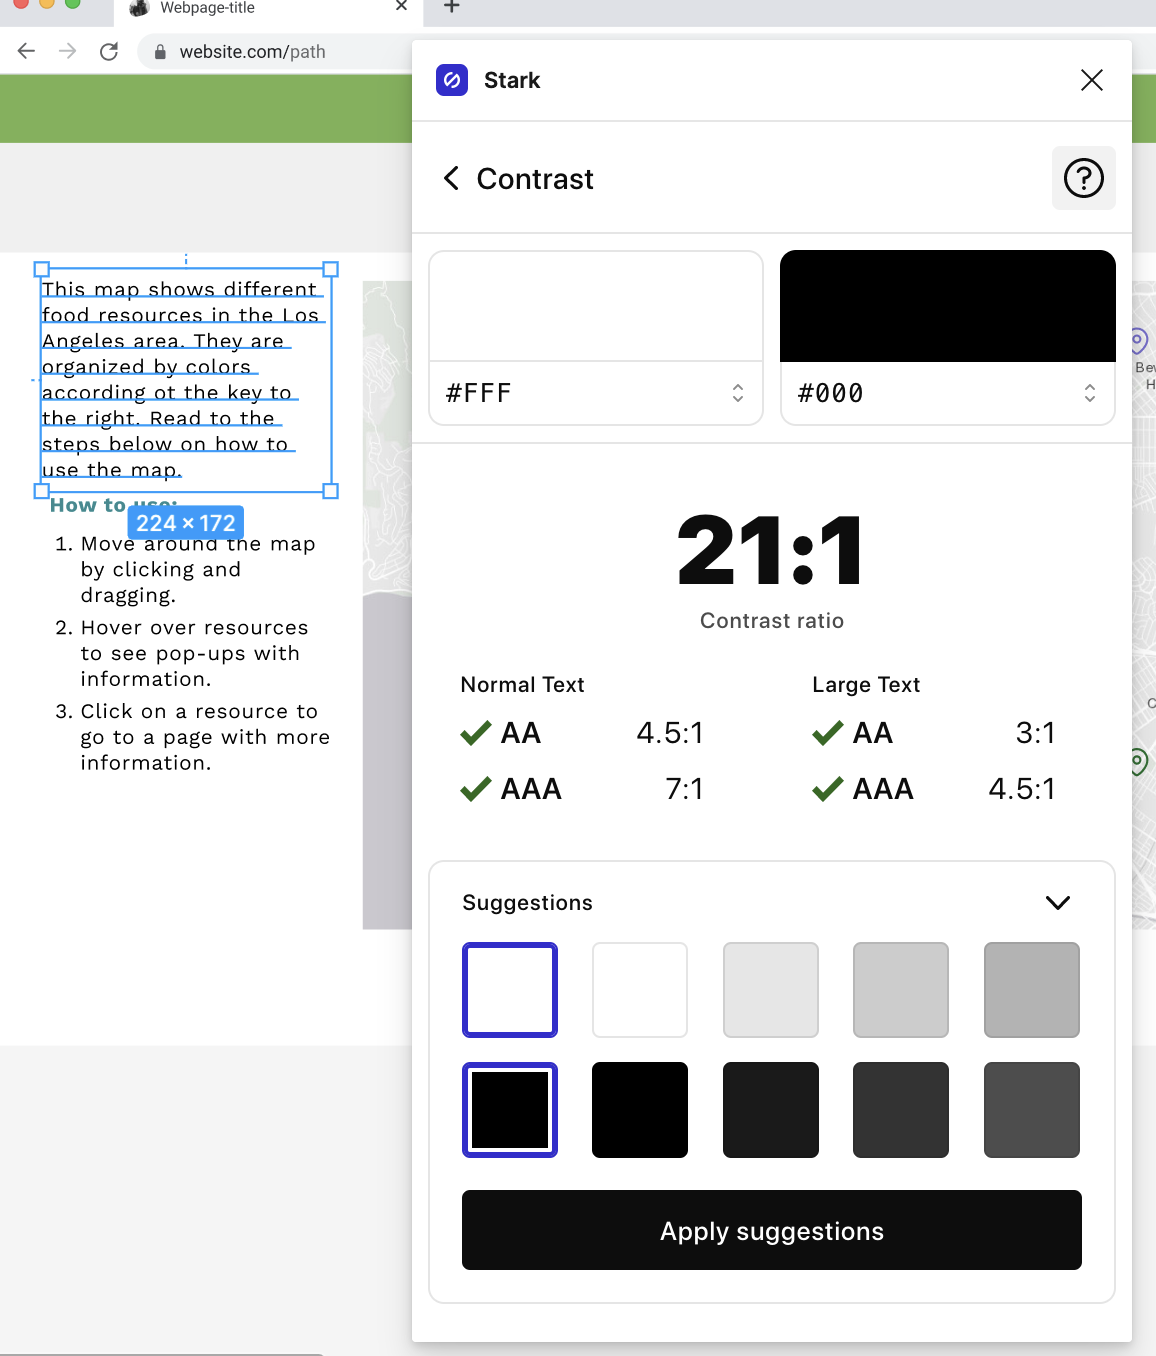 Webpage-title
website.com/path
Stark
Contrast
#FFF
#000
21:1
Contrast ratio
Normal Text
AA 4.5:1
AAA 7:1
Large Text
AA 3:1
AAA 4.5:1
Suggestions
Apply suggestions
This map shows different
food resources in the Los
Angeles area. They are
organized by colors
according ot the key to
the right. Read to the
steps below on how to
use the map.
How to use:
224 × 172
1. Move around the map
by clicking and
dragging.
2. Hover over resources
to see pop-ups with
information.
3. Click on a resource to
go to a page with more
information.